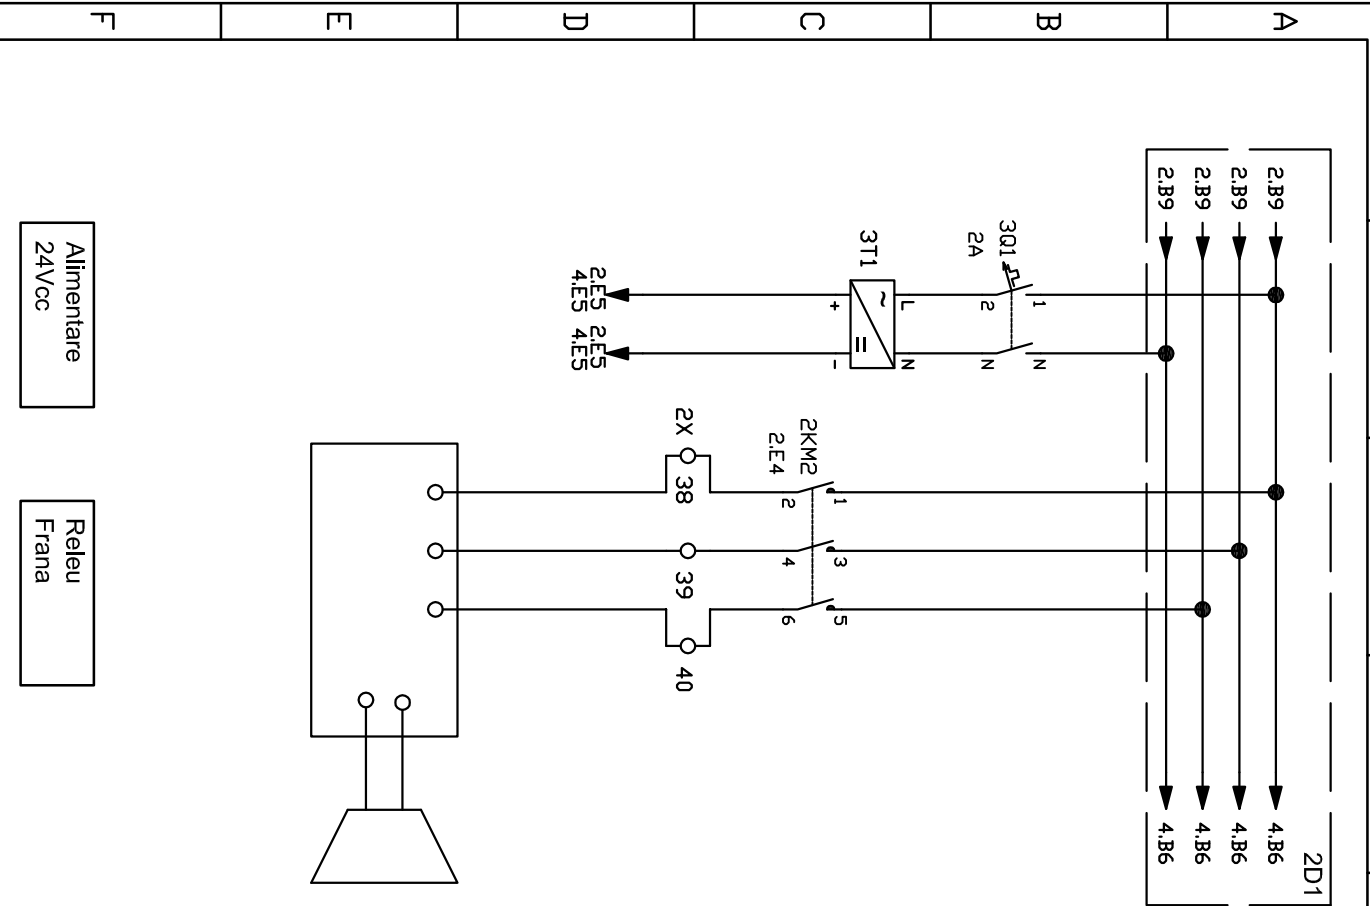 A
B
C
D
E
F
2D1
2.B9
4.B6
2.B9
4.B6
2.B9
4.B6
2.B9
4.B6
3Q1
2A
1
N
2
N
3T1
L
N
~
=
+
-
2.E5
2.E5
4.E5
4.E5
2KM2
2.E4
1
3
5
2
4
6
2X
38
39
40
Alimentare
24Vcc
Releu
Frana